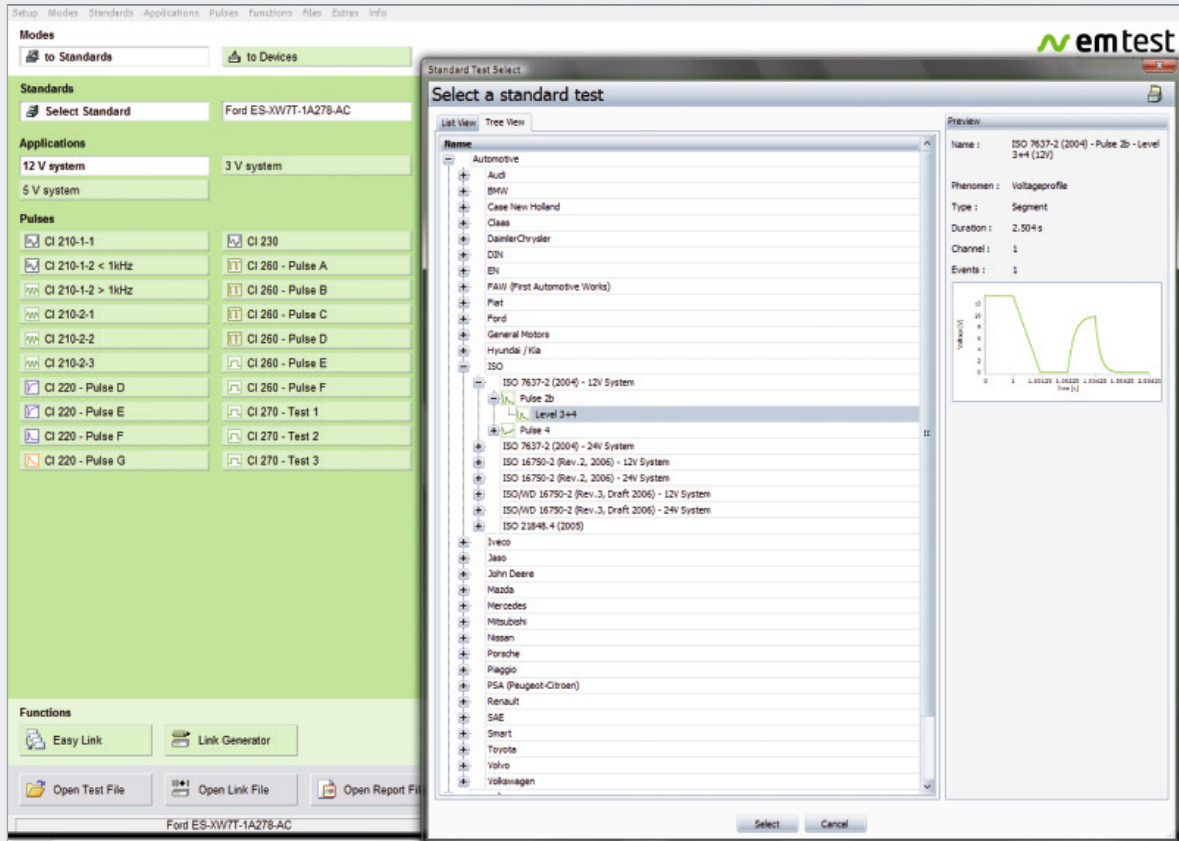 Setup Modes Standards Applications Pulses Functions Files Extras Info
Modes
to Standards
to Devices
emtest
Standards
Select Standard
Ford ES-XW7T-1A278-AC
Applications
12 V system
3 V system
5 V system
Pulses
CI 210-1-1
CI 230
CI 210-1-2 < 1kHz
CI 260 - Pulse A
CI 210-1-2 > 1kHz
CI 260 - Pulse B
CI 210-2-1
CI 260 - Pulse C
CI 210-2-2
CI 260 - Pulse D
CI 210-2-3
CI 260 - Pulse E
CI 220 - Pulse D
CI 260 - Pulse F
CI 220 - Pulse E
CI 270 - Test 1
CI 220 - Pulse F
CI 270 - Test 2
CI 220 - Pulse G
CI 270 - Test 3
Functions
Easy Link
Link Generator
Open Test File
Open Link File
Open Report Fil
Ford ES-XW7T-1A278-AC
Standard Test Select
Select a standard test
List View Tree View
Name
Automotive
Audi
BMW
Case New Holland
Claas
DaimlerChrysler
DIN
EN
FAW (First Automotive Works)
Fiat
Ford
General Motors
Hyundai / Kia
ISO
ISO 7637-2 (2004) - 12V System
Pulse 2b
Level 3+4
Pulse 4
ISO 7637-2 (2004) - 24V System
ISO 16750-2 (Rev.2, 2006) - 12V System
ISO 16750-2 (Rev.2, 2006) - 24V System
ISO/WD 16750-2 (Rev.3, Draft 2006) - 12V System
ISO/WD 16750-2 (Rev.3, Draft 2006) - 24V System
ISO 21848.4 (2005)
Iveco
Jaso
John Deere
Mazda
Mercedes
Mitsubishi
Nissan
Porsche
Piaggio
PSA (Peugeot-Citroen)
Renault
SAE
Smart
Toyota
Volvo
Volkswagen
Preview
Name : ISO 7637-2 (2004) - Pulse 2b - Level
3+4 (12V)
Phenomen : Voltageprofile
Type : Segment
Duration : 2.504 s
Channel : 1
Events : 1
Voltage [V]
Time [s]
Select
Cancel